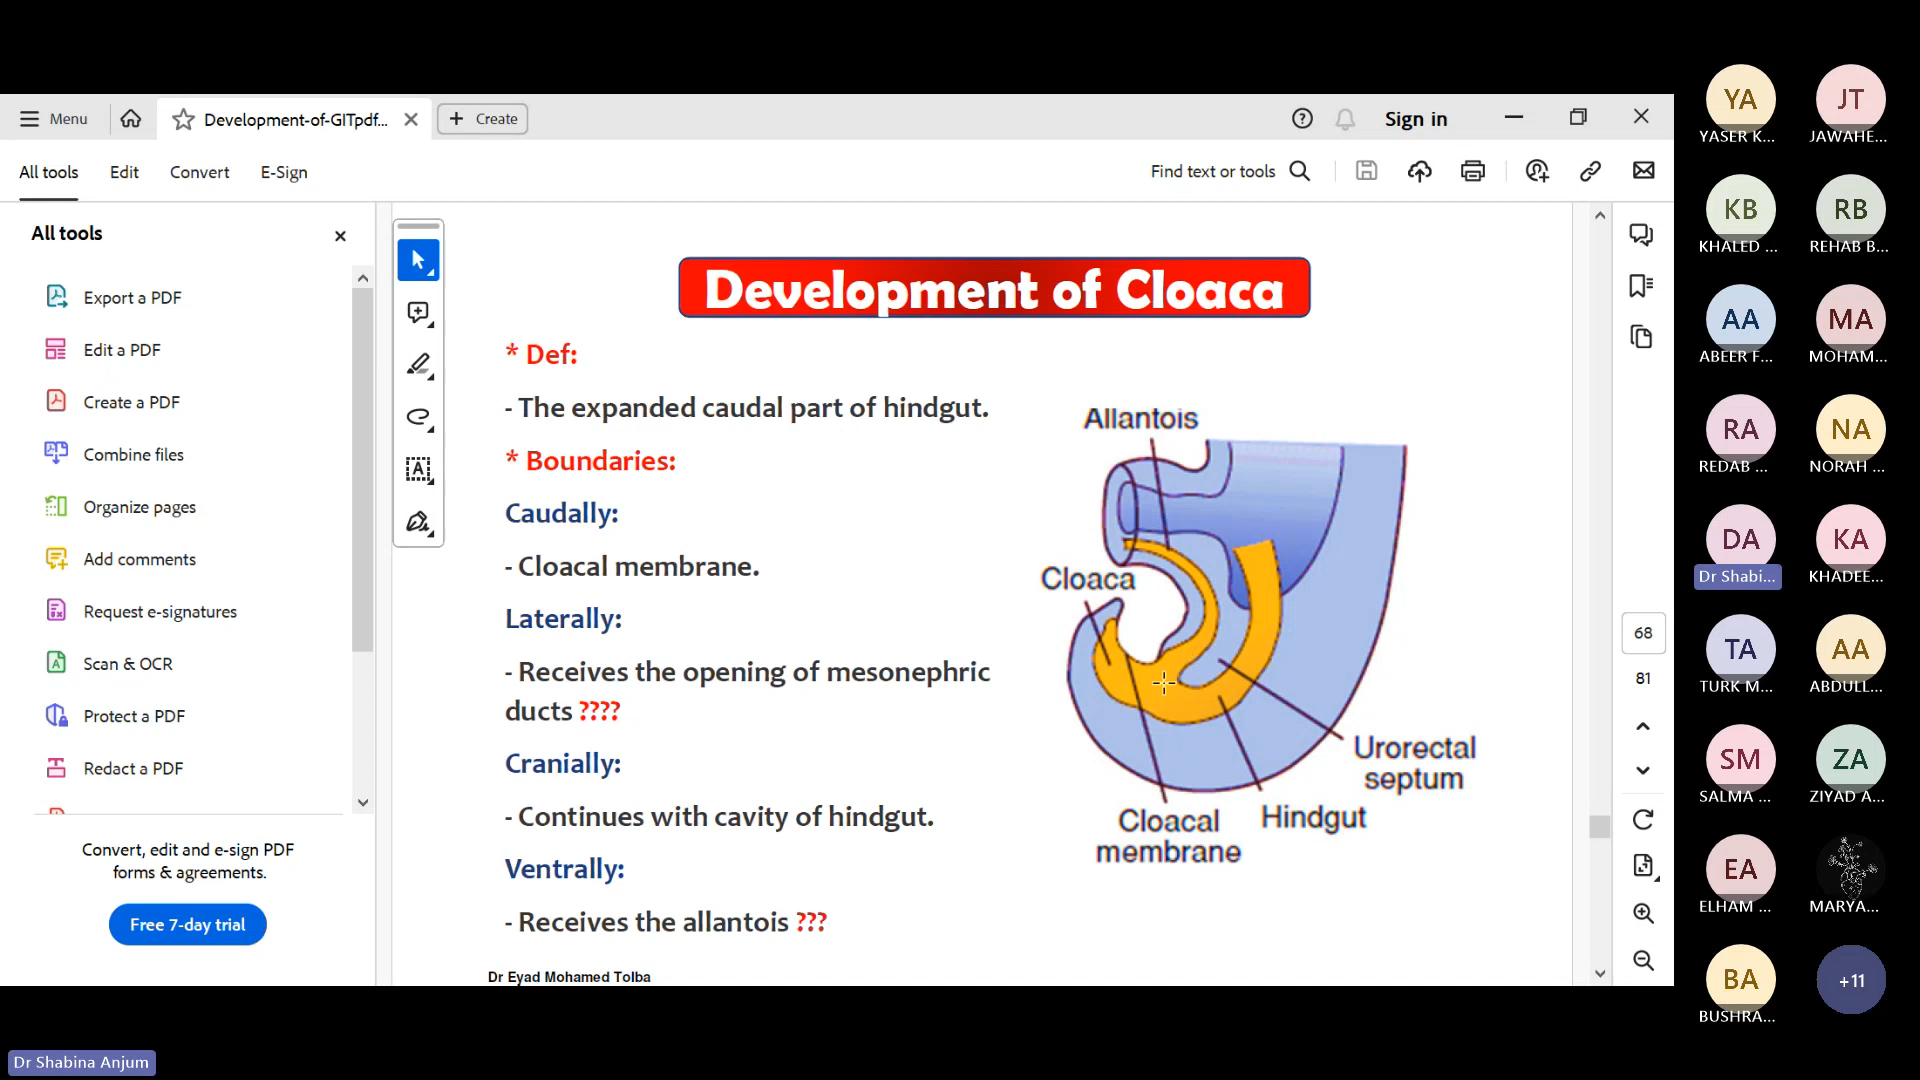 Menu
Development-of-GITpdf...
Create
Sign in
All tools
Edit
Convert
E-Sign
Find text or tools
All tools
Export a PDF
Edit a PDF
Create a PDF
Combine files
Organize pages
Add comments
Request e-signatures
Scan & OCR
Protect a PDF
Redact a PDF
Convert, edit and e-sign PDF
forms & agreements.
Free 7-day trial
Development of Cloaca
* Def:
- The expanded caudal part of hindgut.
* Boundaries:
Caudally:
- Cloacal membrane.
Laterally:
- Receives the opening of mesonephric
ducts ????
Cranially:
- Continues with cavity of hindgut.
Ventrally:
- Receives the allantois ???
Dr Eyad Mohamed Tolba
Allantois
Cloaca
Urorectal
septum
Hindgut
Cloacal
membrane
68
81
YA
YASER K...
JT
JAWAHE...
KB
KHALED ...
RB
REHAB B...
AA
ABEER F...
MA
MOHAM...
RA
REDAB ...
NA
NORAH ...
DA
Dr Shabi...
KA
KHADEE...
TA
TURK M...
AA
ABDULL...
SM
SALMA ...
ZA
ZIYAD A...
EA
ELHAM ...
MARYA...
BA
BUSHRA...
+11
Dr Shabina Anjum